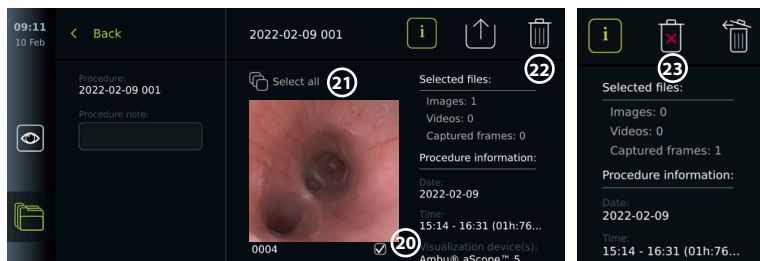 09:11
10 Feb
Back
2022-02-09 001
i
Procedure:
2022-02-09 001
Procedure note:
Select all
21
22
Selected files:
Images: 1
Videos: 0
Captured frames: 0
Procedure information:
Date:
2022-02-09
Time:
15:14 - 16:31 (01h:76...
Visualization device(s):
Ambu® aScope™ 5
0004
20
i
23
Selected files:
Images: 0
Videos: 0
Captured frames: 1
Procedure information:
Date:
2022-02-09
Time:
15:14 - 16:31 (01h:76...